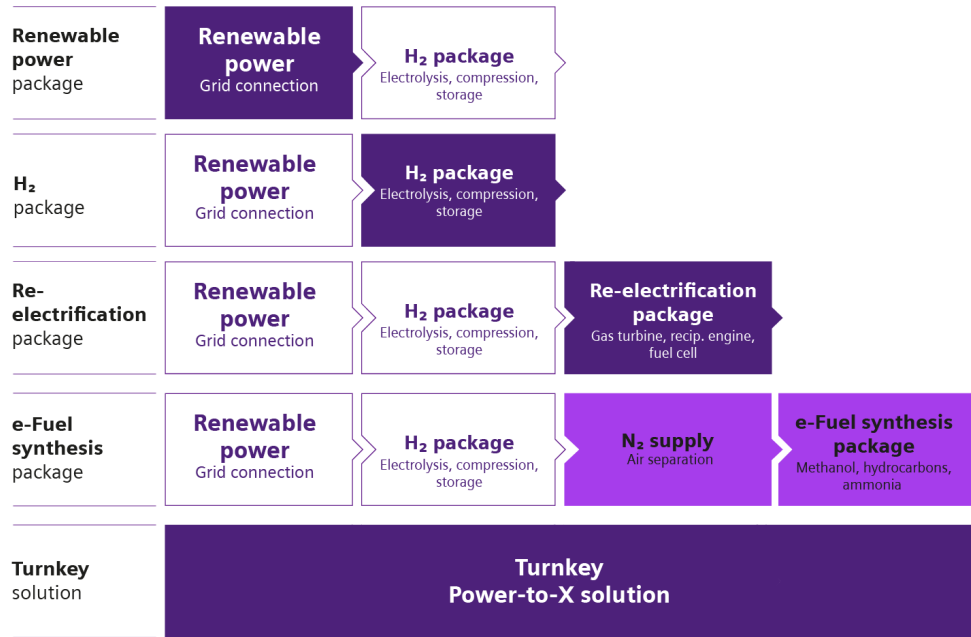 Renewable
power
package
Renewable
power
Grid connection
H₂ package
Electrolysis, compression,
storage
H₂
package
Renewable
power
Grid connection
H₂ package
Electrolysis, compression,
storage
Re-
electrification
package
Renewable
power
Grid connection
H₂ package
Electrolysis, compression,
storage
Re-electrification
package
Gas turbine, recip. engine,
fuel cell
e-Fuel
synthesis
package
Renewable
power
Grid connection
H₂ package
Electrolysis, compression,
storage
N₂ supply
Air separation
e-Fuel synthesis
package
Methanol, hydrocarbons,
ammonia
Turnkey
solution
Turnkey
Power-to-X solution